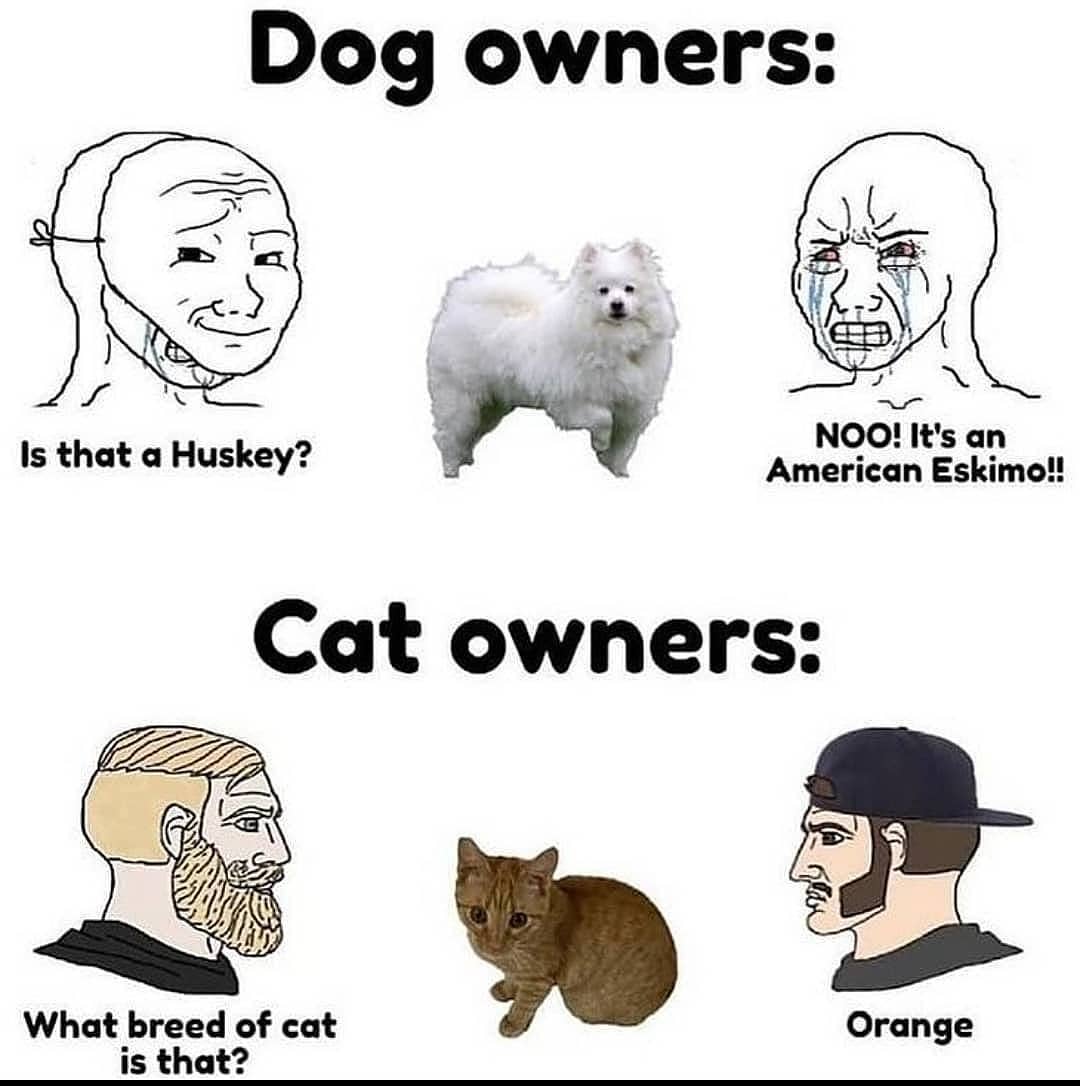 Dog owners:
Is that a Huskey?
NOO! It's an
American Eskimo!!
Cat owners:
What breed of cat
is that?
Orange